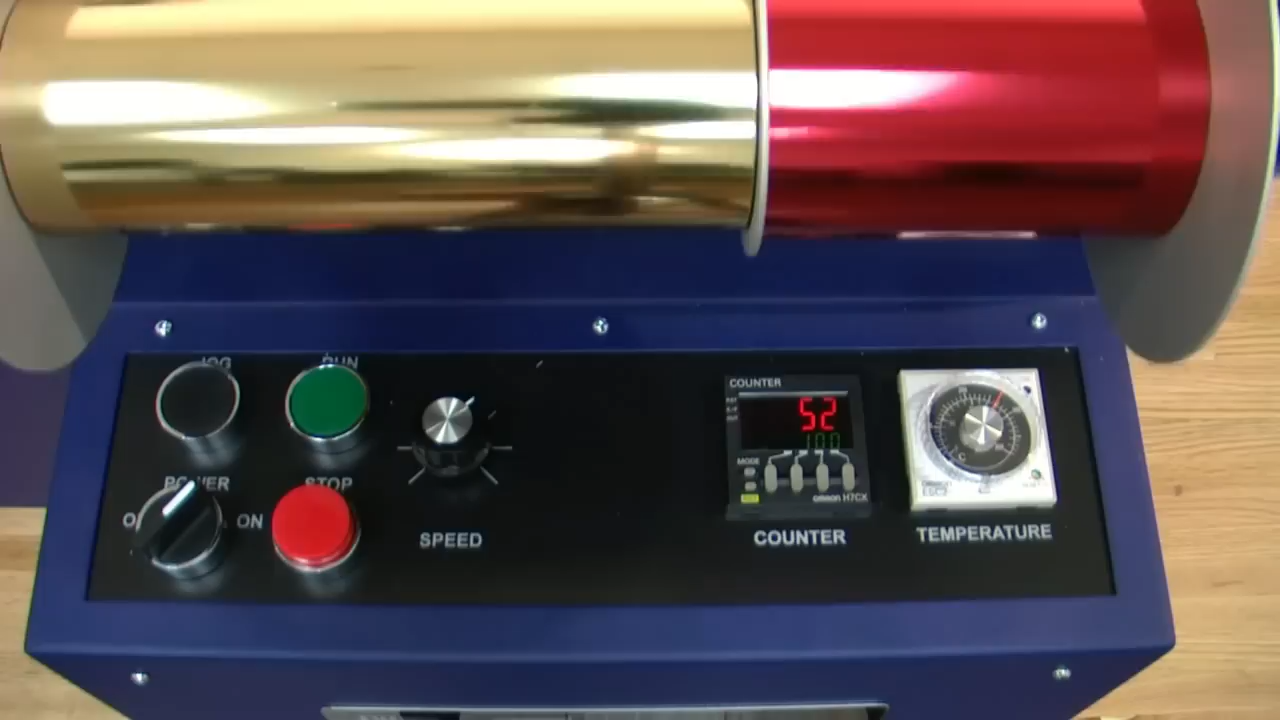 JOG
RUN
POWER
STOP
ON
SPEED
COUNTER
52
100
MODE
omron H7CX
COUNTER
TEMPERATURE
°C